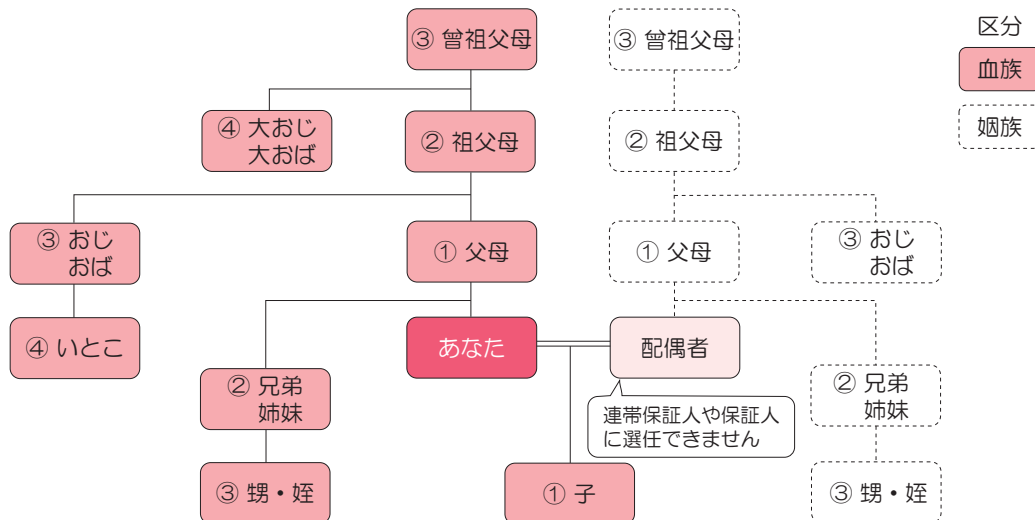 ③ 曾祖父母
③ 曾祖父母
区分
血族
姻族
④ 大おじ
大おば
② 祖父母
② 祖父母
③ おじ
おば
① 父母
① 父母
③ おじ
おば
④ いとこ
あなた
配偶者
② 兄弟
姉妹
連帯保証人や保証人
に選任できません
② 兄弟
姉妹
③ 甥・姪
① 子
③ 甥・姪